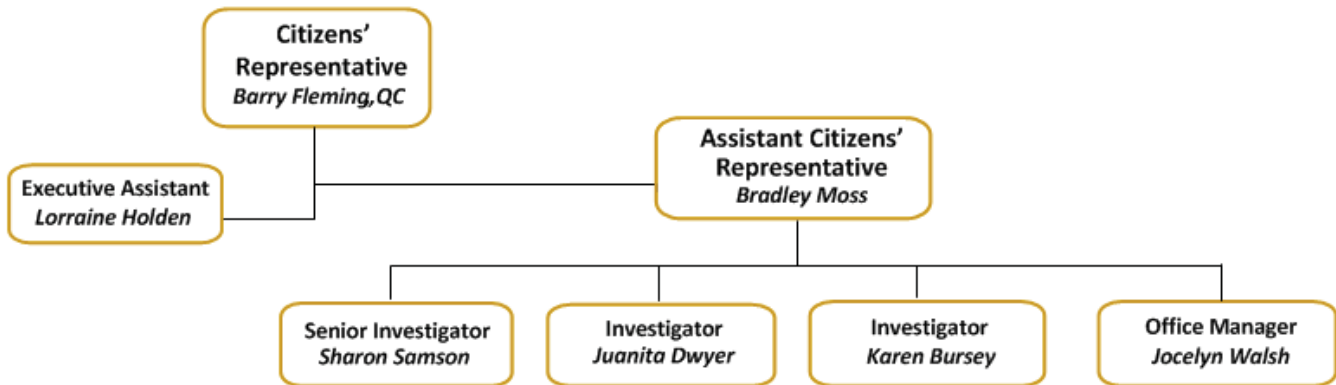 Citizens’
Representative
Barry Fleming,QC
Assistant Citizens’
Representative
Bradley Moss
Executive Assistant
Lorraine Holden
Senior Investigator
Sharon Samson
Investigator
Juanita Dwyer
Investigator
Karen Bursey
Office Manager
Jocelyn Walsh